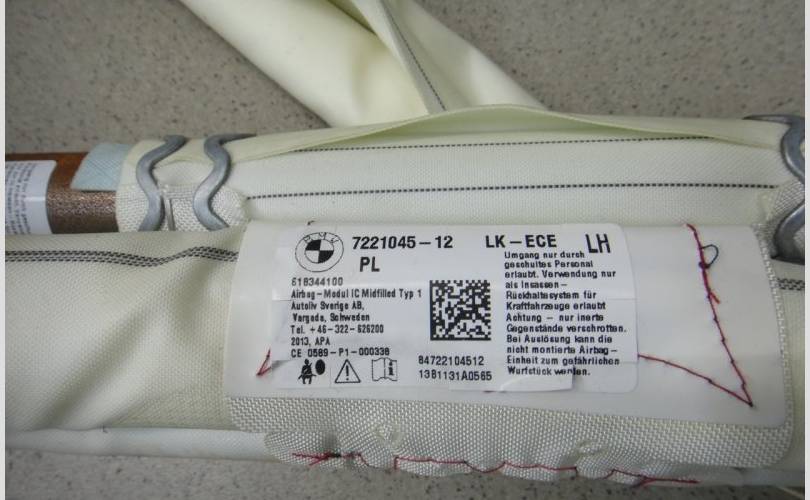 BMW
7221045-12 LK-ECE LH
PL
618344100
Airbag-Modul IC Midfilled Typ 1
Autoliv Sverige AB,
Vargada, Schweden
Tel. +46-322-626200
2013, APA
CE 0589-P1-000338
84722104512
1381131A0565
Umgang nur durch
geschultes Personal
erlaubt. Verwendung nur
als Insassen-
Rückhaltesystem für
Kraftfahrzeuge erlaubt
Achtung - nur inerte
Gegenstände verschrotten.
Bei Auslösung kann die
nicht montierte Airbag-
Einheit zum gefährlichen
Wurfstück werden.